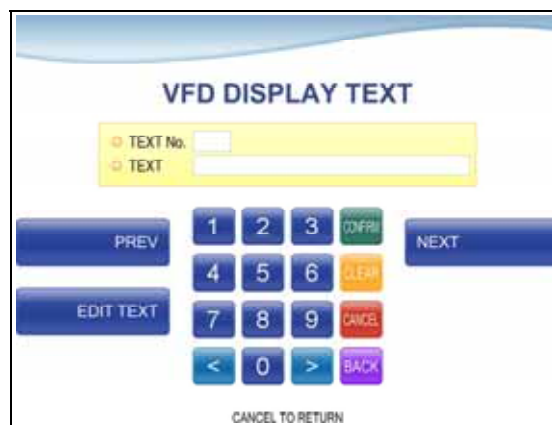 VFD DISPLAY TEXT
TEXT No.
TEXT
PREV
1 2 3 CONFRM
NEXT
4 5 6 CLEAR
EDIT TEXT
7 8 9 CANCEL
< 0 > BACK
CANCEL TO RETURN